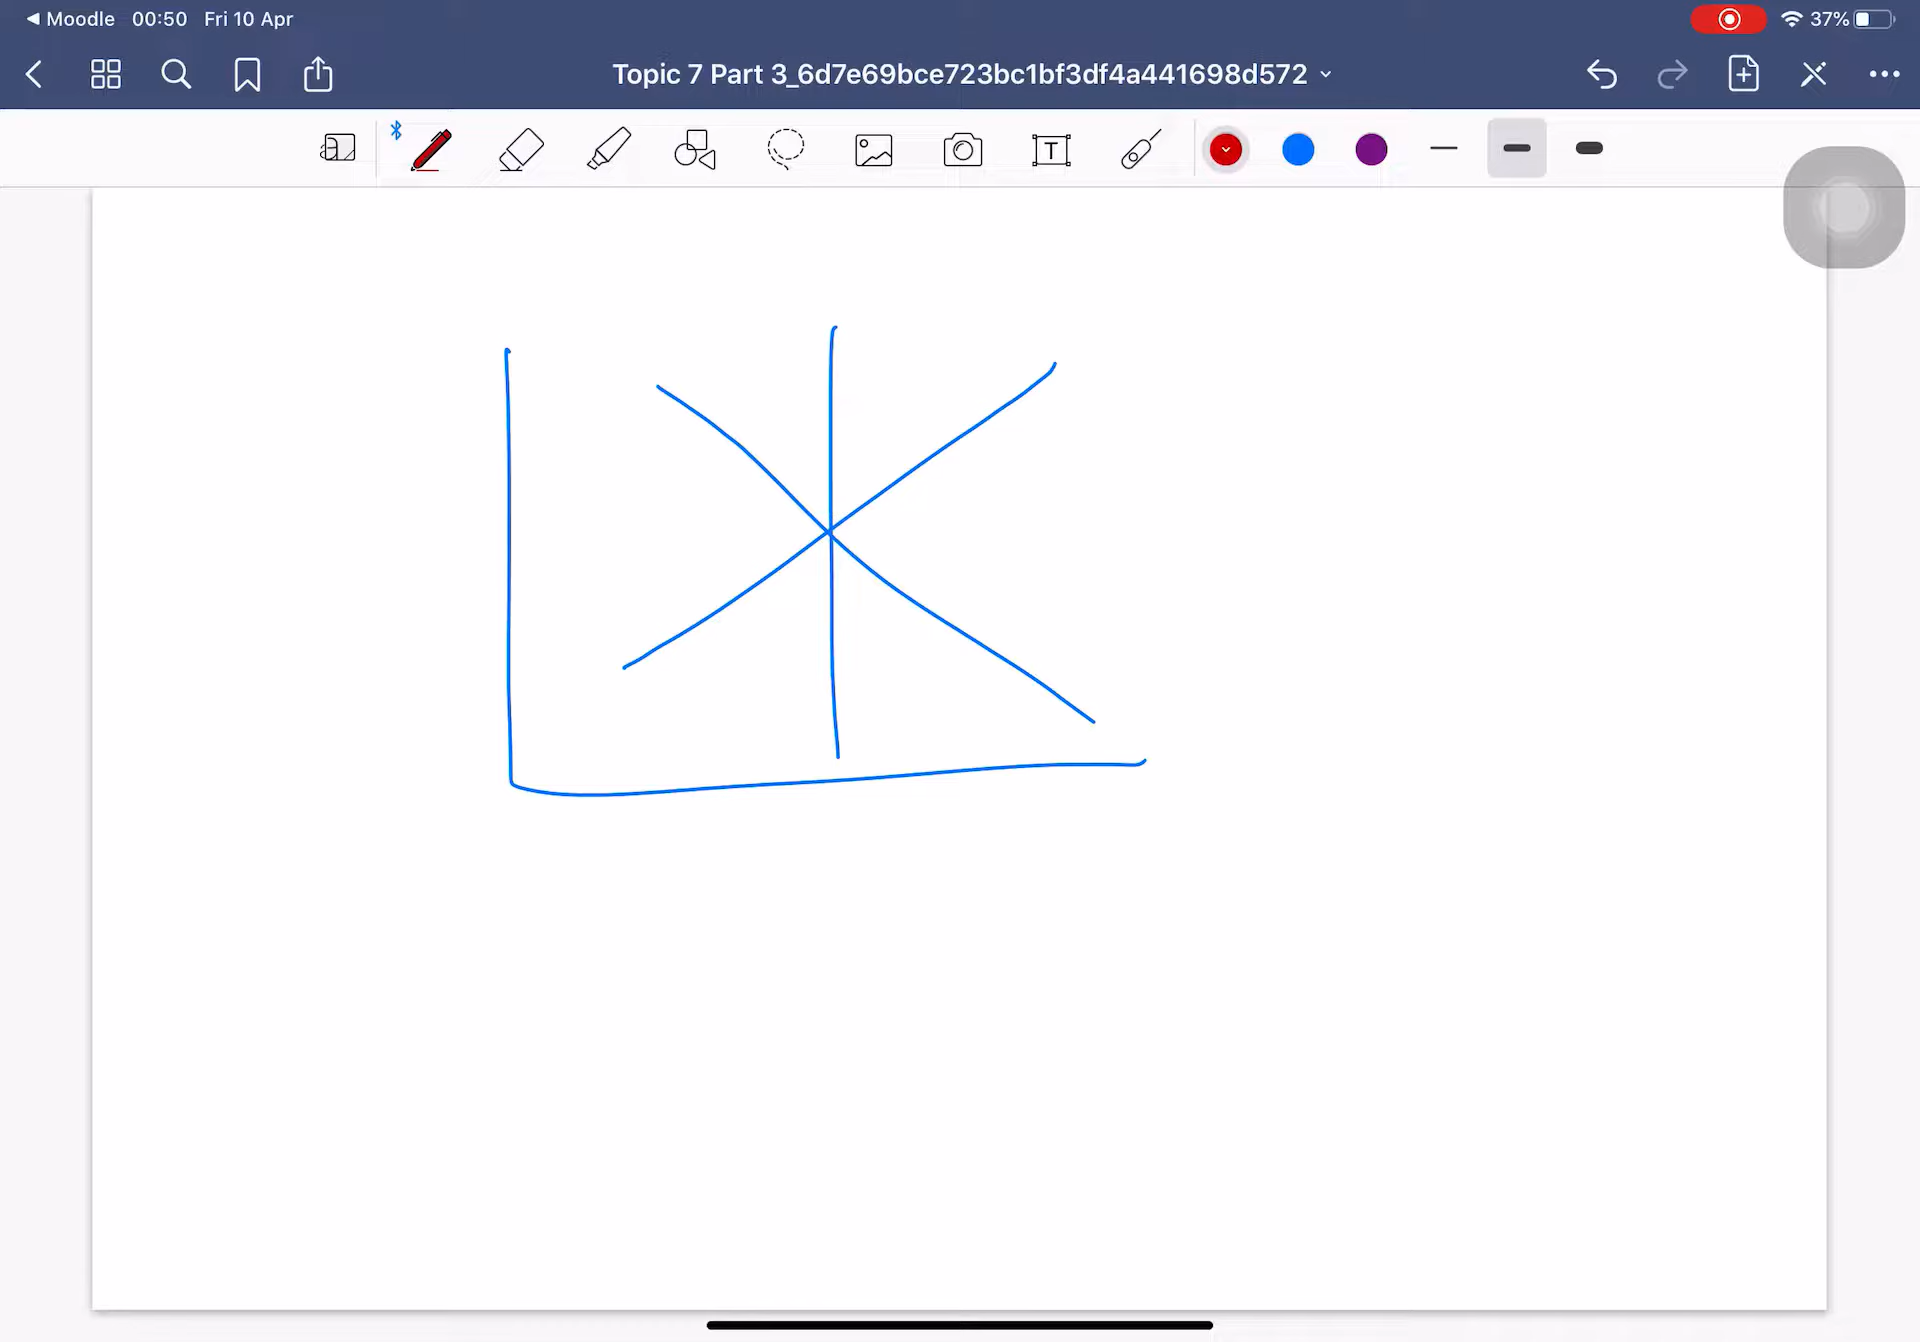 ◀ Moodle 00:50 Fri 10 Apr 37%
Topic 7 Part 3_6d7e69bce723bc1bf3df4a441698d572
a T